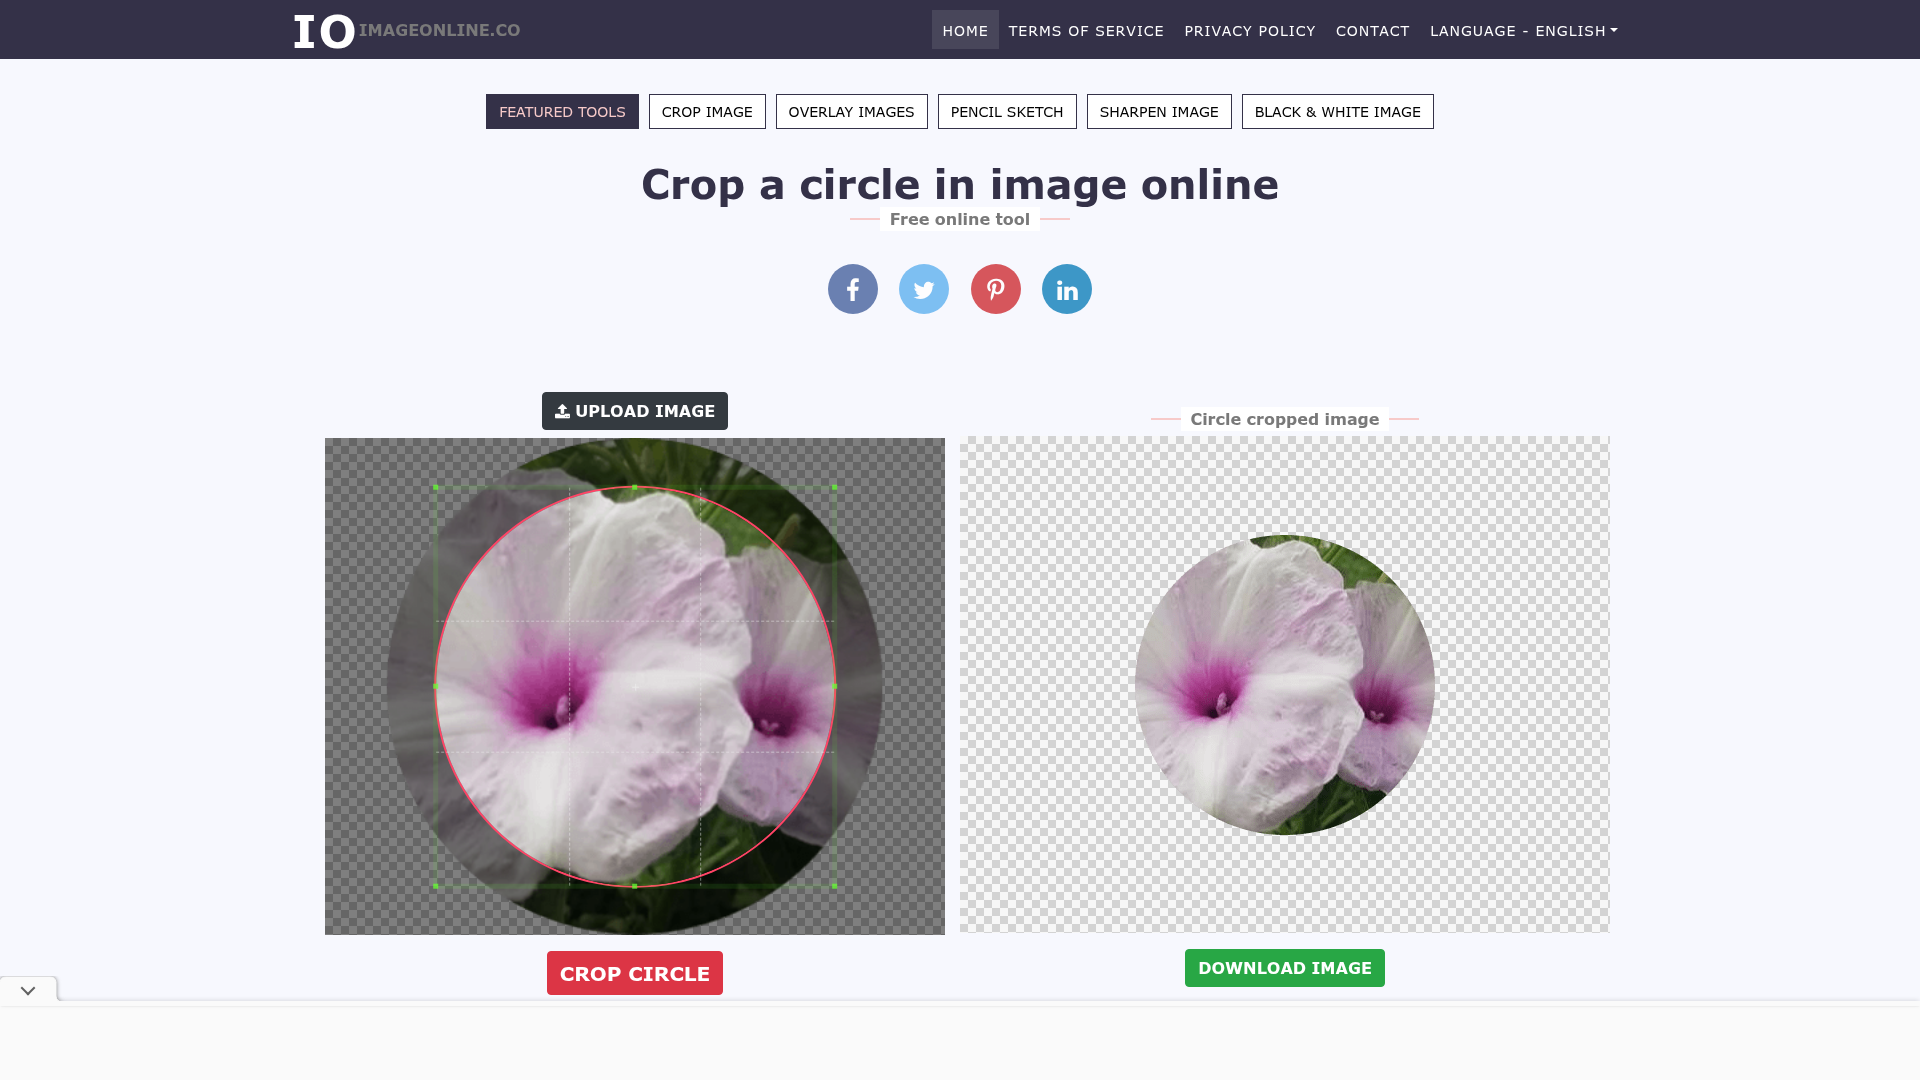 IO IMAGEONLINE.CO
HOME TERMS OF SERVICE PRIVACY POLICY CONTACT LANGUAGE - ENGLISH
FEATURED TOOLS CROP IMAGE OVERLAY IMAGES PENCIL SKETCH SHARPEN IMAGE BLACK & WHITE IMAGE
Crop a circle in image online
Free online tool
UPLOAD IMAGE
Circle cropped image
CROP CIRCLE
DOWNLOAD IMAGE